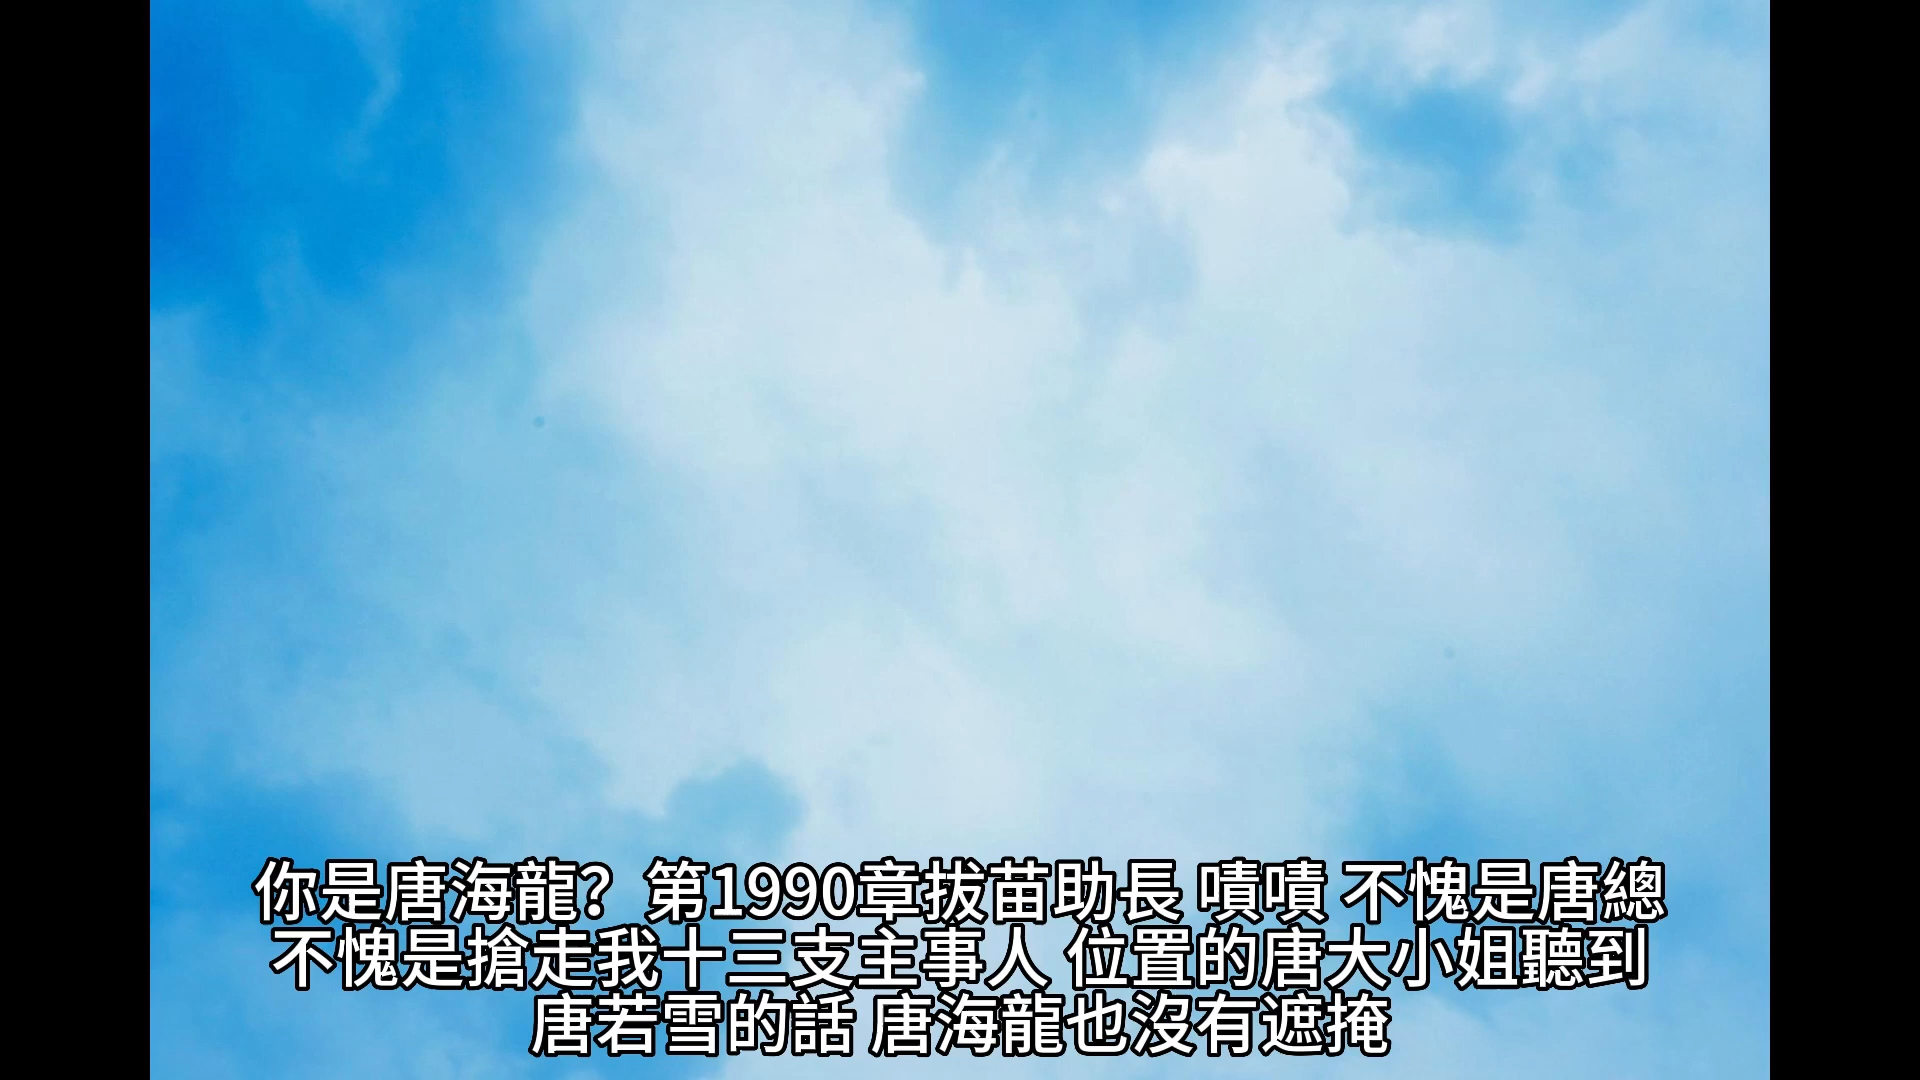 你是唐海龍？第1990章拔苗助長 嘖嘖 不愧是唐總
不愧是搶走我十三支主事人 位置的唐大小姐聽到
唐若雪的話 唐海龍也沒有遮掩